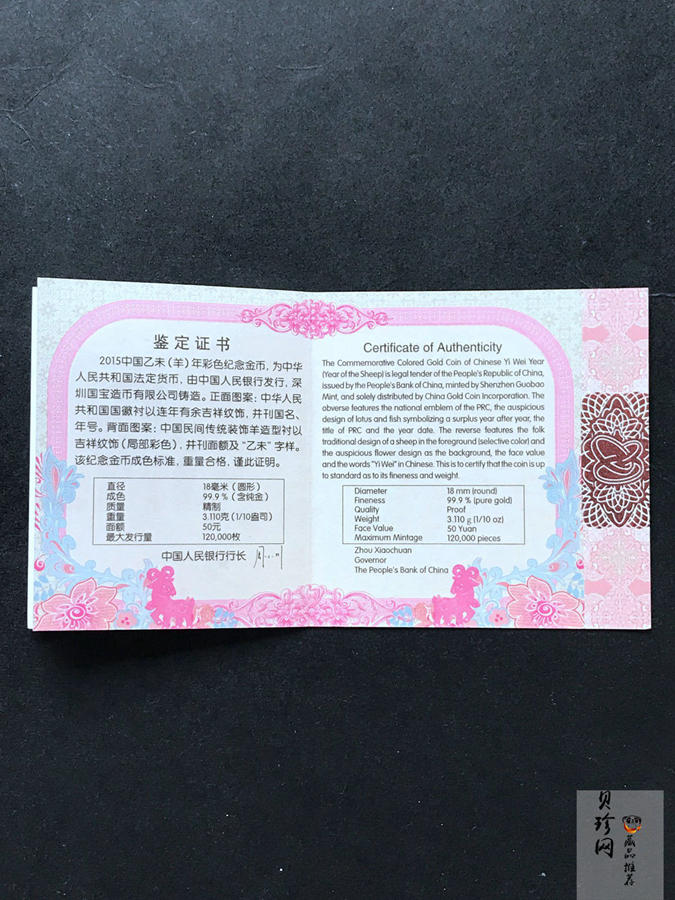 鉴定证书
2015中国乙未（羊）年彩色纪念金币，为中华
人民共和国法定货币，由中国人民银行发行，深
圳国宝造币有限公司铸造。正面图案：中华人民
共和国国徽衬以连年有余吉祥纹饰，并刊国名、
年号。背面图案：中国民间传统装饰羊造型衬以
吉祥纹饰（局部彩色），并刊面额及“乙未”字样。
该纪念金币成色标准，重量合格，谨此证明。
直径 18毫米（圆形）
成色 99.9％（含纯金）
质量 精制
重量 3.110克（1/10盎司）
面额 50元
最大发行量 120,000枚
中国人民银行行长
Certificate of Authenticity
The Commemorative Colored Gold Coin of Chinese Yi Wei Year
(Year of the Sheep) is legal tender of the People's Republic of China,
issued by the People's Bank of China, minted by Shenzhen Guobao
Mint, and solely distributed by China Gold Coin Incorporation. The
obverse features the national emblem of the PRC, the auspicious
design of lotus and fish symbolizing a surplus year after year, the
title of PRC and the year date. The reverse features the folk
traditional design of a sheep in the foreground (selective color) and
the auspicious flower design as the background, the face value
and the words "Yi Wei" in Chinese. This is to certify that the coin is up
to standard as to its fineness and weight.
Diameter 18 mm (round)
Fineness 99.9 % (pure gold)
Quality Proof
Weight 3.110 g (1/10 oz)
Face Value 50 Yuan
Maximum Mintage 120,000 pieces
Zhou Xiaochuan
Governor
The People's Bank of China
贝珍网
藏品推荐